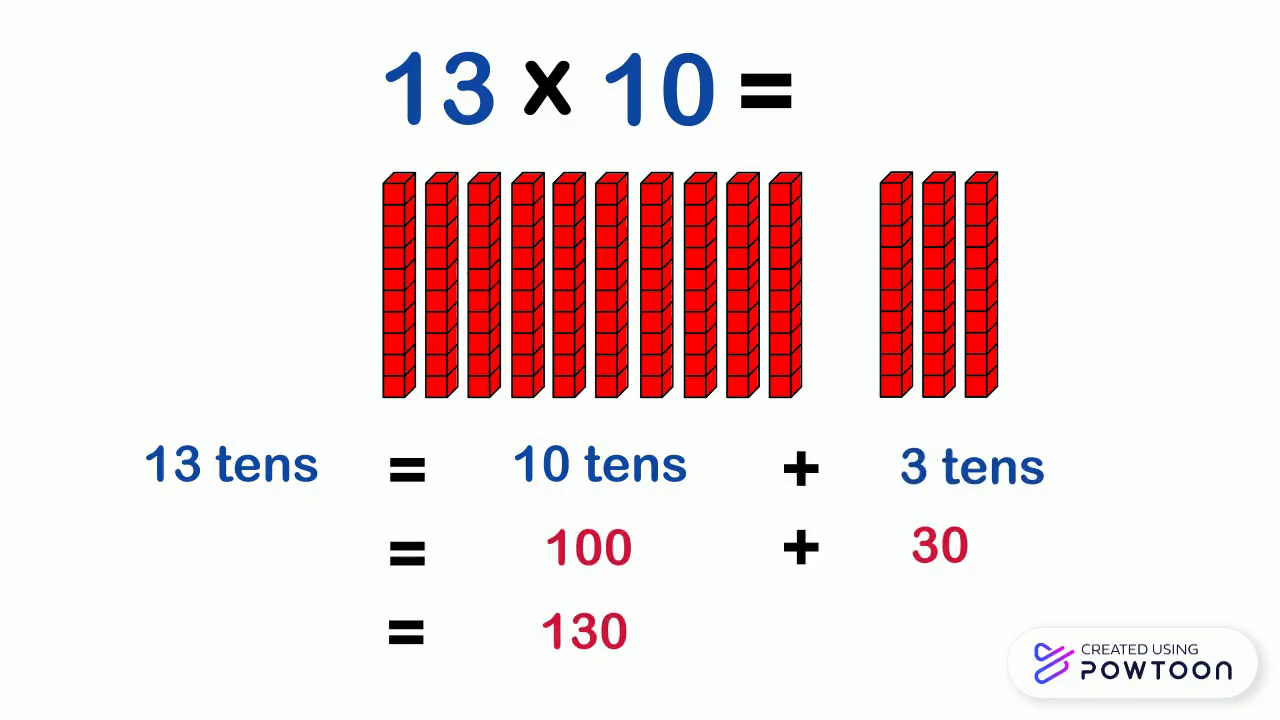 13 × 10 =
13 tens = 10 tens + 3 tens
= 100 + 30
= 130
CREATED USING
POWTOON